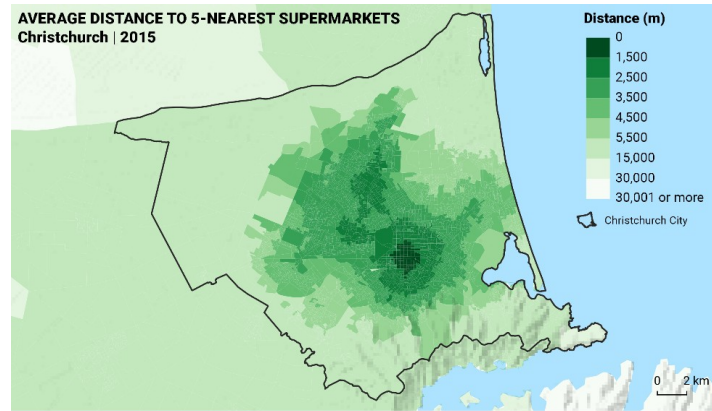 AVERAGE DISTANCE TO 5-NEAREST SUPERMARKETS
Christchurch | 2015
Distance (m)
0
1,500
2,500
3,500
4,500
5,500
15,000
30,000
30,001 or more
Christchurch City
0 2 km